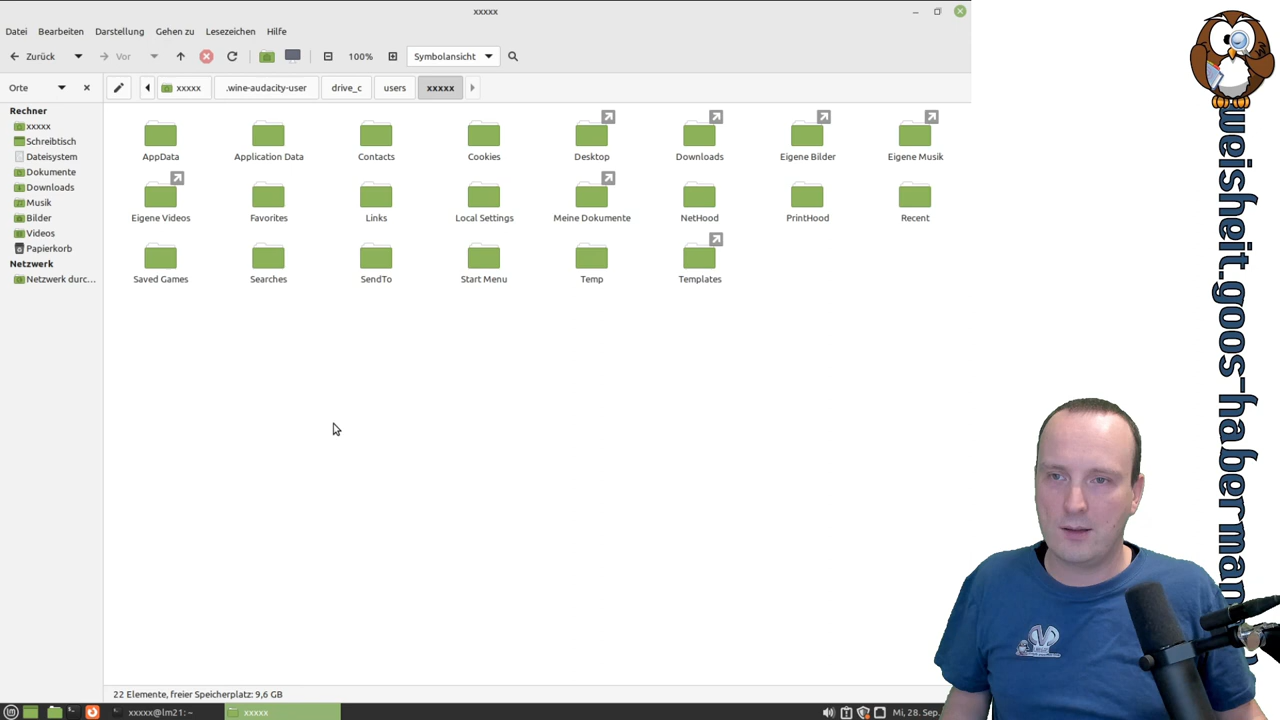 xxxxx
Datei Bearbeiten Darstellung Gehen zu Lesezeichen Hilfe
Zurück Vor 100% Symbolansicht
Orte xxxxx .wine-audacity-user drive_c users xxxxx
Rechner
xxxxx
Schreibtisch
Dateisystem
Dokumente
Downloads
Musik
Bilder
Videos
Papierkorb
Netzwerk
Netzwerk durc...
AppData Application Data Contacts Cookies Desktop Downloads Eigene Bilder Eigene Musik
Eigene Videos Favorites Links Local Settings Meine Dokumente NetHood PrintHood Recent
Saved Games Searches SendTo Start Menu Temp Templates
22 Elemente, freier Speicherplatz: 9,6 GB
xxxxx@lm21: ~ xxxxx Mi, 28. Sep.